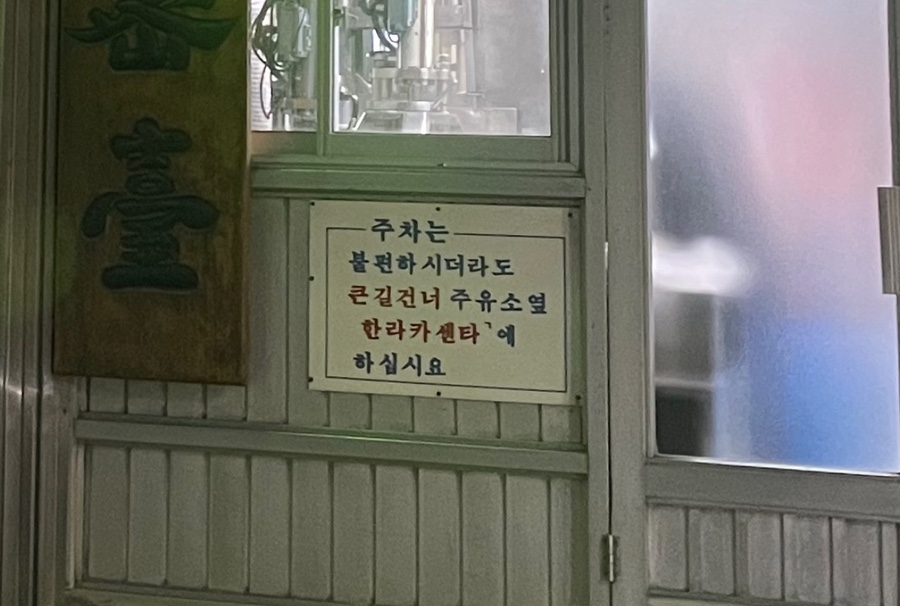 臺
주차는
불편하시더라도
큰길건너 주유소옆
한라카센타`에
하십시요